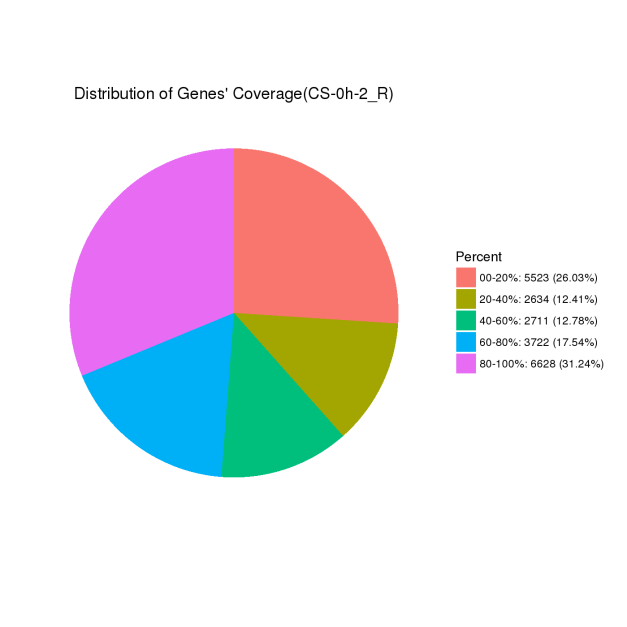 Distribution of Genes' Coverage(CS-0h-2_R)
Percent
00-20%: 5523 (26.03%)
20-40%: 2634 (12.41%)
40-60%: 2711 (12.78%)
60-80%: 3722 (17.54%)
80-100%: 6628 (31.24%)